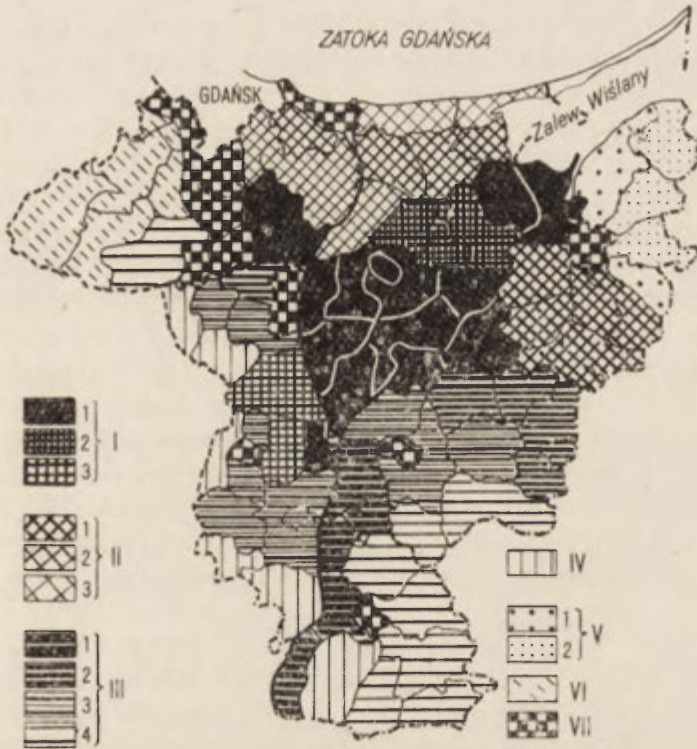 ZATOKA GDAŃSKA
GDAŃSK
Zalew Wiślany
1
2 I
3
1
2 II
3
1
2 III
3
4
IV
1 V
2
VI
VII